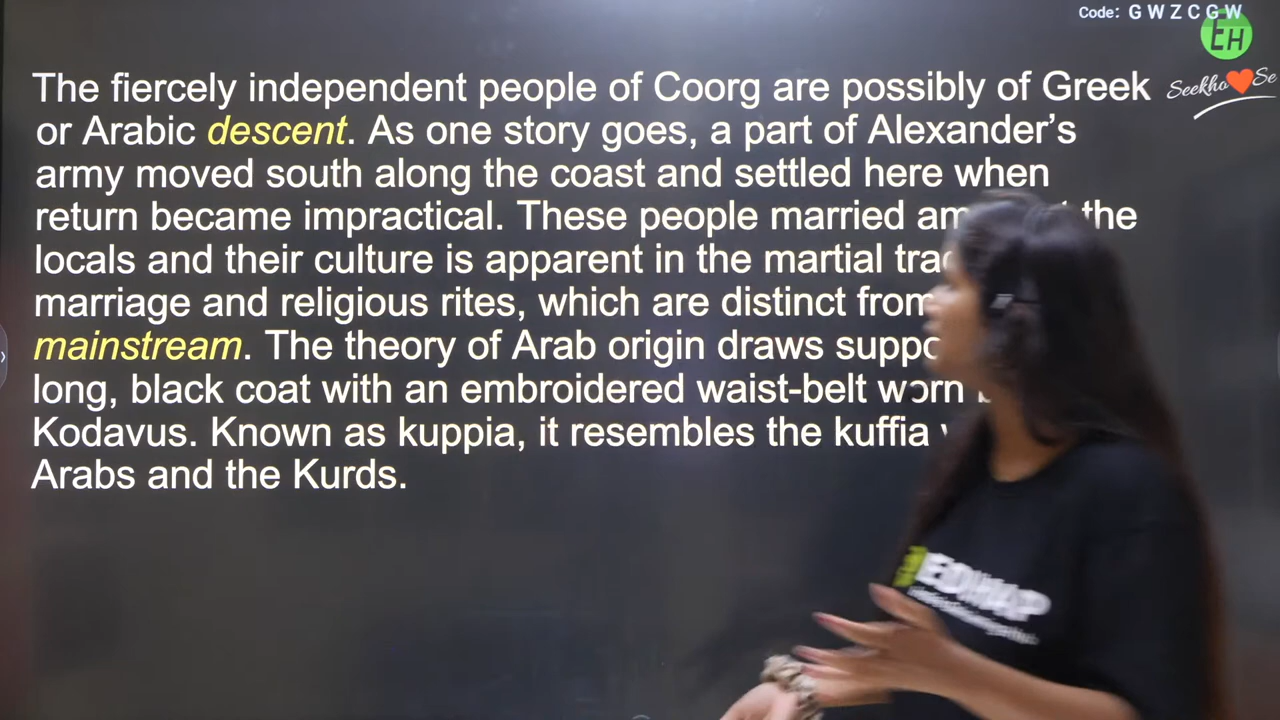 Code: G W Z C G W
EH
Seekho Se
The fiercely independent people of Coorg are possibly of Greek
or Arabic descent. As one story goes, a part of Alexander's
army moved south along the coast and settled here when
return became impractical. These people married the
locals and their culture is apparent in the martial
marriage and religious rites, which are distinct from
mainstream. The theory of Arab origin draws
long, black coat with an embroidered waist-belt worn
Kodavus. Known as kuppia, it resembles the kuffia
Arabs and the Kurds.